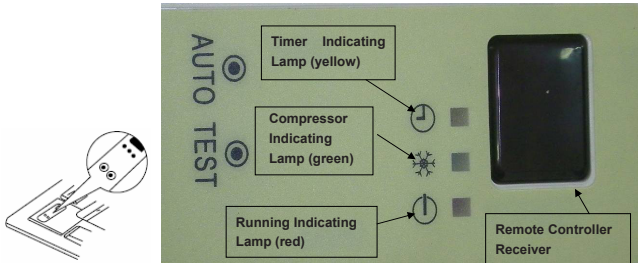 AUTO TEST
Timer Indicating
Lamp (yellow)
Compressor
Indicating
Lamp (green)
Running Indicating
Lamp (red)
Remote Controller
Receiver